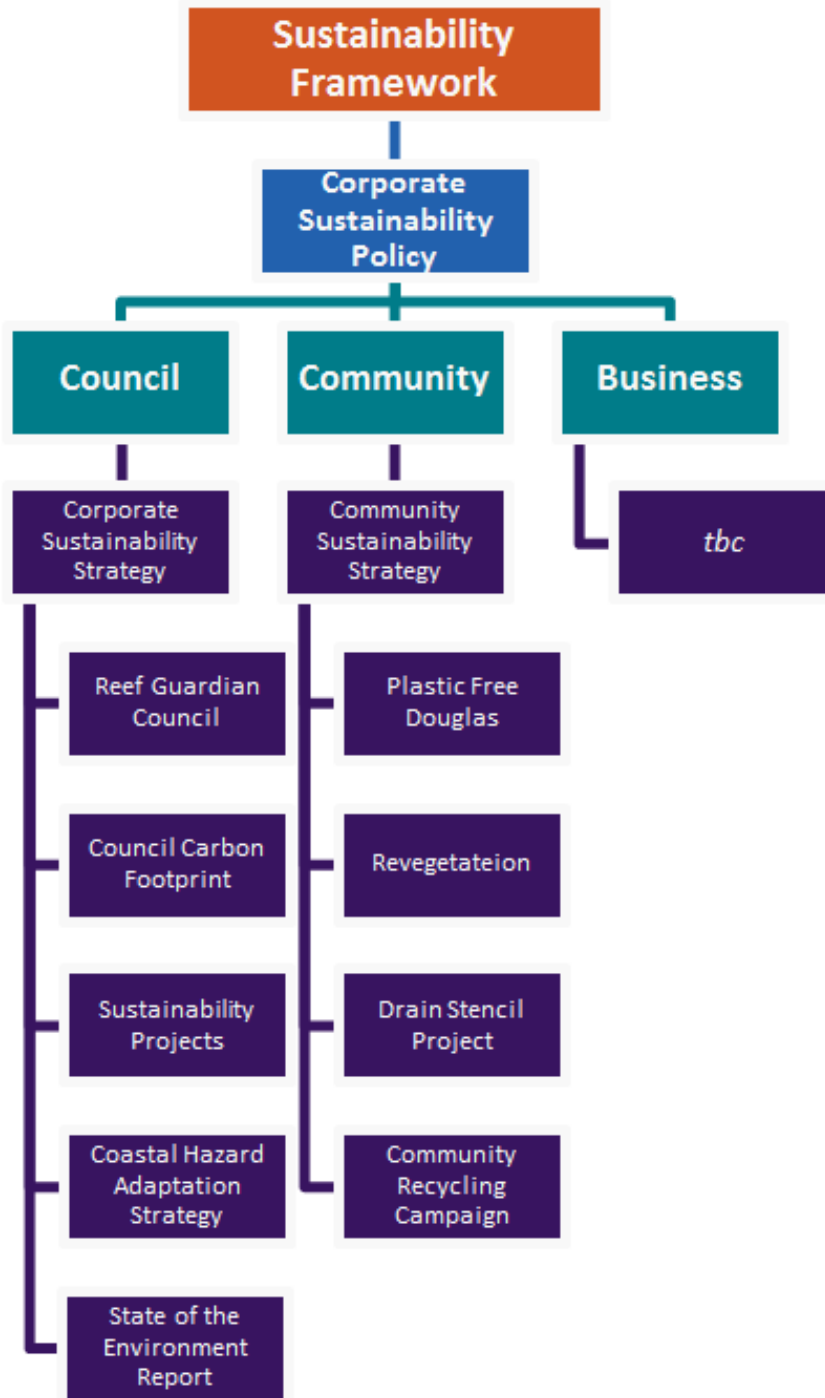 Sustainability
Framework
Corporate
Sustainability
Policy
Council
Community
Business
Corporate
Sustainability
Strategy
Community
Sustainability
Strategy
tbc
Reef Guardian
Council
Plastic Free
Douglas
Council Carbon
Footprint
Revegetateion
Sustainability
Projects
Drain Stencil
Project
Coastal Hazard
Adaptation
Strategy
Community
Recycling
Campaign
State of the
Environment
Report